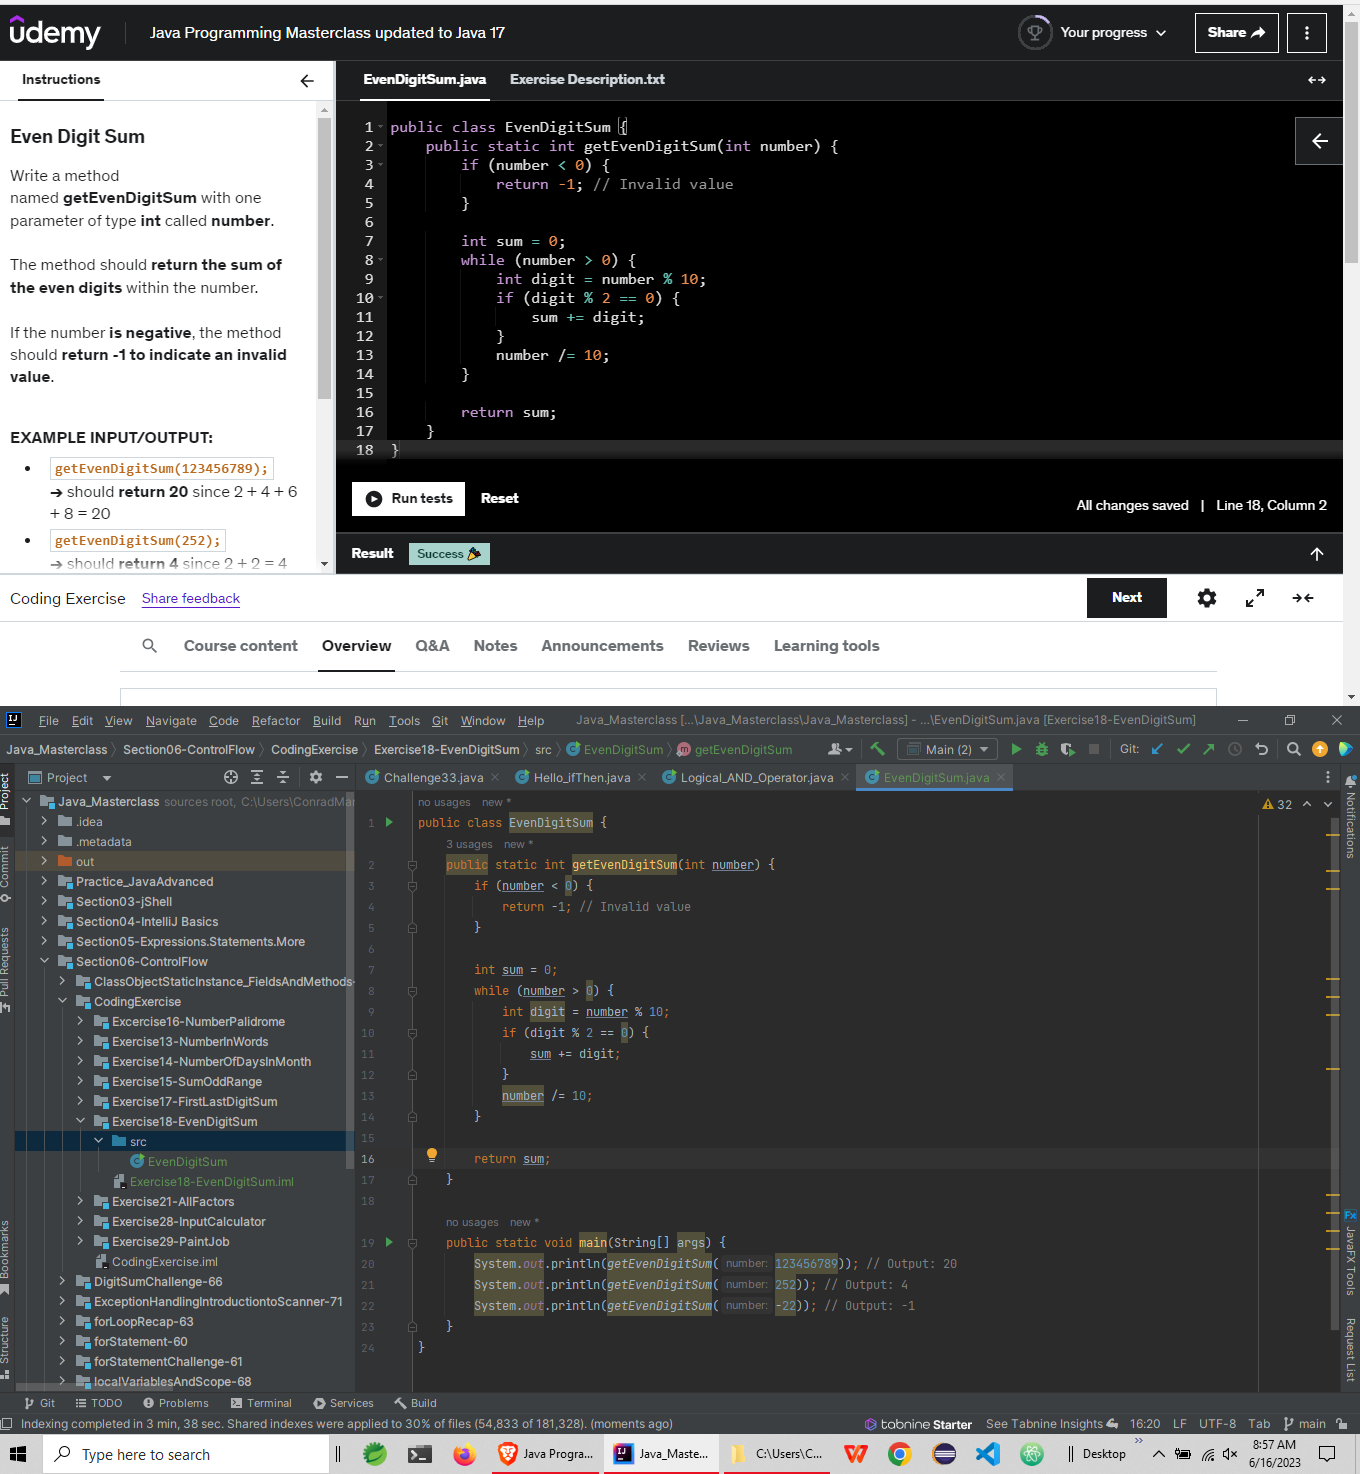 udemy
Java Programming Masterclass updated to Java 17
Your progress
Share
Instructions
EvenDigitSum.java
Exercise Description.txt
Even Digit Sum
Write a method
named getEvenDigitSum with one
parameter of type int called number.
The method should return the sum of
the even digits within the number.
If the number is negative, the method
should return -1 to indicate an invalid
value.
EXAMPLE INPUT/OUTPUT:
• getEvenDigitSum(123456789);
→ should return 20 since 2 + 4 + 6
+ 8 = 20
• getEvenDigitSum(252);
→ should return 4 since 2 + 2 = 4
1 public class EvenDigitSum {
2 public static int getEvenDigitSum(int number) {
3 if (number < 0) {
4 return -1; // Invalid value
5 }
6
7 int sum = 0;
8 while (number > 0) {
9 int digit = number % 10;
10 if (digit % 2 == 0) {
11 sum += digit;
12 }
13 number /= 10;
14 }
15
16 return sum;
17 }
18 }
Run tests
Reset
All changes saved | Line 18, Column 2
Result
Success
Coding Exercise
Share feedback
Next
Course content
Overview
Q&A
Notes
Announcements
Reviews
Learning tools
IJ
File Edit View Navigate Code Refactor Build Run Tools Git Window Help
Java_Masterclass [...\Java_Masterclass\Java_Masterclass] - ...\EvenDigitSum.java [Exercise18-EvenDigitSum]
Java_Masterclass > Section06-ControlFlow > CodingExercise > Exercise18-EvenDigitSum > src > EvenDigitSum > getEvenDigitSum
Main (2)
Git:
Project
Challenge33.java
Hello_ifThen.java
Logical_AND_Operator.java
EvenDigitSum.java
Project
Commit
Pull Requests
Bookmarks
Structure
Java_Masterclass sources root, C:\Users\ConradMa
.idea
.metadata
out
Practice_JavaAdvanced
Section03-jShell
Section04-IntelliJ Basics
Section05-Expressions.Statements.More
Section06-ControlFlow
ClassObjectStaticInstance_FieldsAndMethods-
CodingExercise
Excercise16-NumberPalidrome
Exercise13-NumberInWords
Exercise14-NumberOfDaysInMonth
Exercise15-SumOddRange
Exercise17-FirstLastDigitSum
Exercise18-EvenDigitSum
src
EvenDigitSum
Exercise18-EvenDigitSum.iml
Exercise21-AllFactors
Exercise28-InputCalculator
Exercise29-PaintJob
CodingExercise.iml
DigitSumChallenge-66
ExceptionHandlingIntroductiontoScanner-71
forLoopRecap-63
forStatement-60
forStatementChallenge-61
localVariablesAndScope-68
no usages new *
32
1 public class EvenDigitSum {
3 usages new *
2 public static int getEvenDigitSum(int number) {
3 if (number < 0) {
4 return -1; // Invalid value
5 }
6
7 int sum = 0;
8 while (number > 0) {
9 int digit = number % 10;
10 if (digit % 2 == 0) {
11 sum += digit;
12 }
13 number /= 10;
14 }
15
16 return sum;
17 }
18
no usages new *
19 public static void main(String[] args) {
20 System.out.println(getEvenDigitSum( number: 123456789)); // Output: 20
21 System.out.println(getEvenDigitSum( number: 252)); // Output: 4
22 System.out.println(getEvenDigitSum( number: -22)); // Output: -1
23 }
24 }
Notifications
Fx
JavaFX Tools
Request List
Git
TODO
Problems
Terminal
Services
Build
Indexing completed in 3 min, 38 sec. Shared indexes were applied to 30% of files (54,833 of 181,328). (moments ago)
tabnine Starter
See Tabnine Insights
16:20 LF UTF-8 Tab main
Type here to search
Java Progra...
IJ
Java_Maste...
C:\Users\C...
Desktop
8:57 AM
6/16/2023